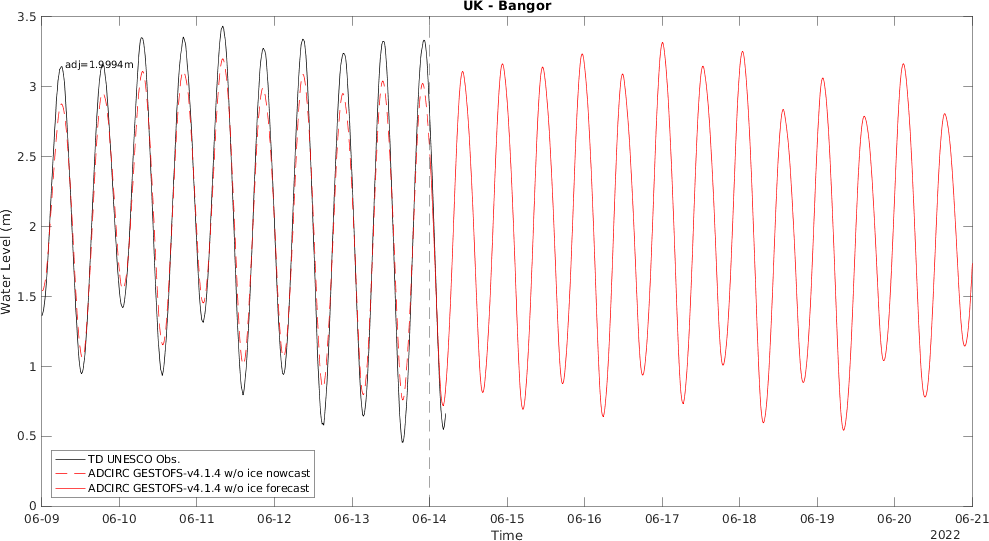 UK - Bangor
3.5
3
2.5
2
1.5
1
0.5
0
Water Level (m)
adj=1.9994m
TD UNESCO Obs.
ADCIRC GESTOFS-v4.1.4 w/o ice nowcast
ADCIRC GESTOFS-v4.1.4 w/o ice forecast
06-09 06-10 06-11 06-12 06-13 06-14 06-15 06-16 06-17 06-18 06-19 06-20 06-21
Time
2022